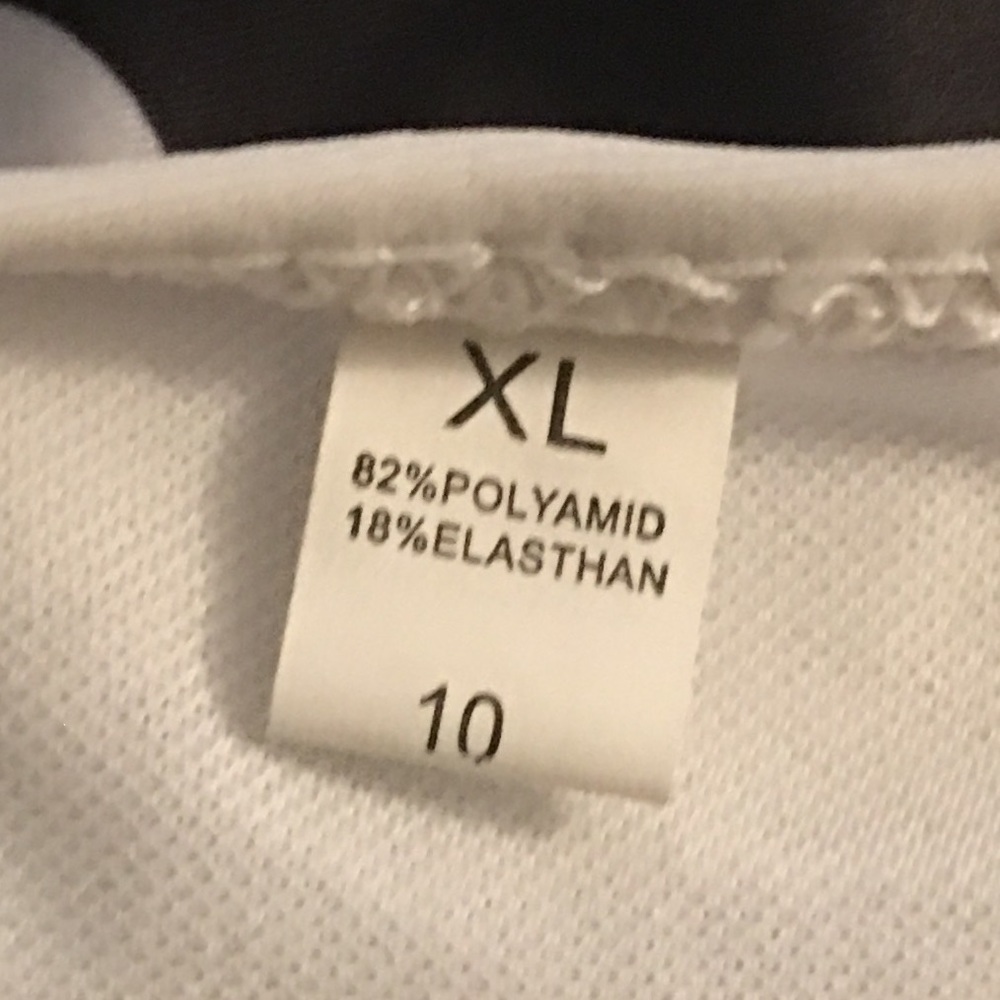 XL
82%POLYAMID
18%ELASTHAN
10